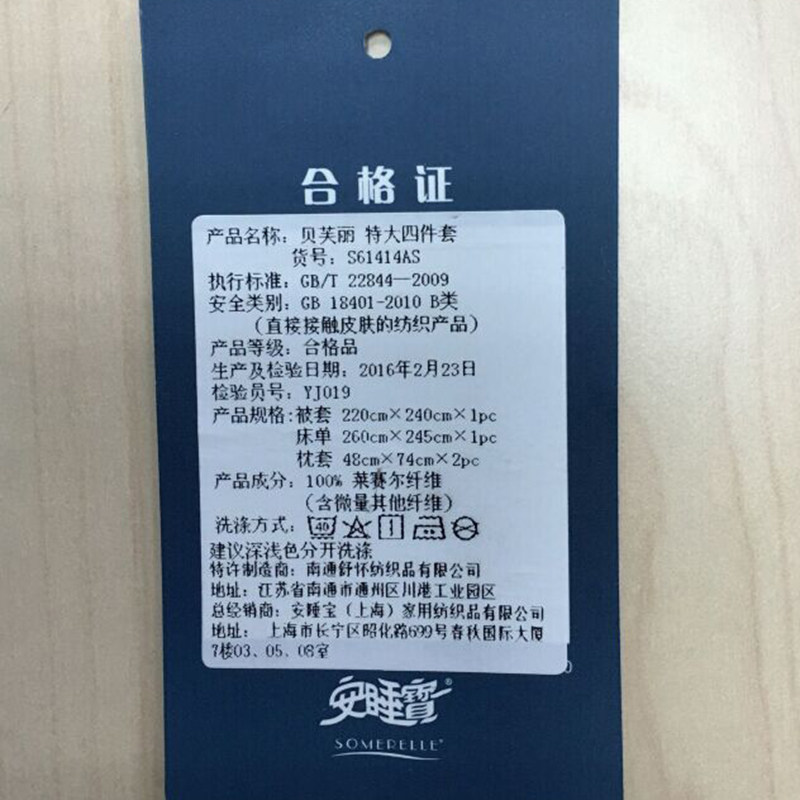 合格证
产品名称：贝芙丽 特大四件套
货号：S61414AS
执行标准：GB/T 22844--2009
安全类别：GB 18401-2010 B类
（直接接触皮肤的纺织产品）
产品等级：合格品
生产及检验日期：2016年2月23日
检验员号：YJ019
产品规格：被套 220cm×240cm×1pc
床单 260cm×245cm×1pc
枕套 48cm×74cm×2pc
产品成分：100% 莱赛尔纤维
（含微量其他纤维）
洗涤方式：40
建议深浅色分开洗涤
特许制造商：南通舒怀纺织品有限公司
地址：江苏省南通市通州区川港工业园区
总经销商：安睡宝（上海）家用纺织品有限公司
地址： 上海市长宁区昭化路699号春秋国际大厦
7楼03、05、08室
安睡寶®
SOMERELLE